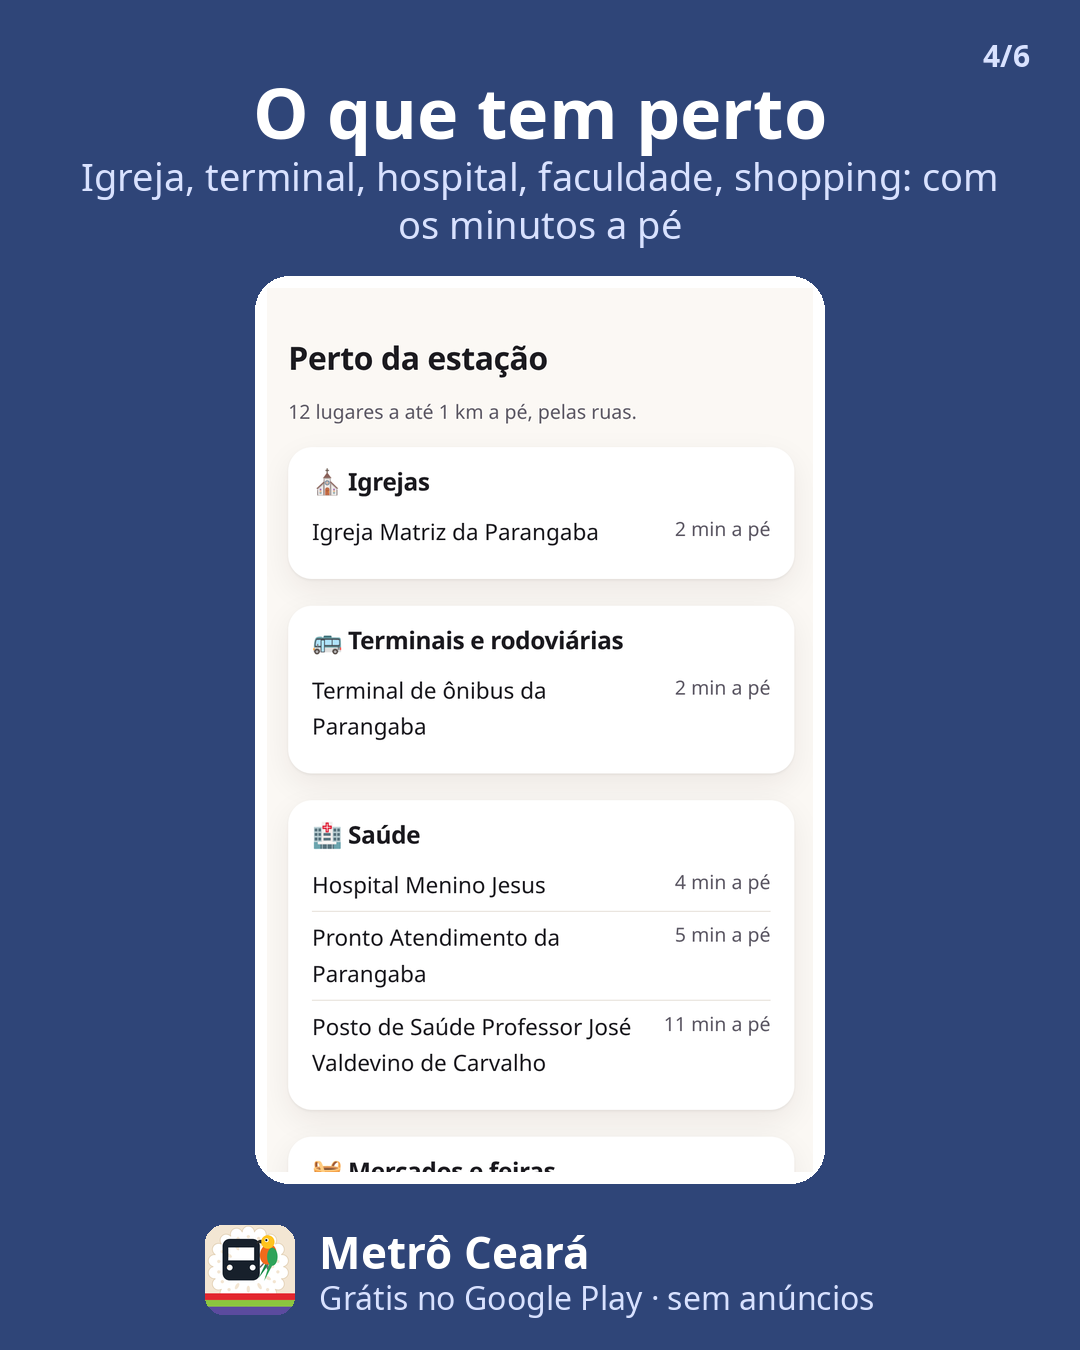 4/6
O que tem perto
Igreja, terminal, hospital, faculdade, shopping: com
os minutos a pé
Perto da estação
12 lugares a até 1 km a pé, pelas ruas.
Igrejas
Igreja Matriz da Parangaba 2 min a pé
Terminais e rodoviárias
Terminal de ônibus da 2 min a pé
Parangaba
Saúde
Hospital Menino Jesus 4 min a pé
Pronto Atendimento da 5 min a pé
Parangaba
Posto de Saúde Professor José 11 min a pé
Valdevino de Carvalho
Mercados e feiras
Metrô Ceará
Grátis no Google Play · sem anúncios